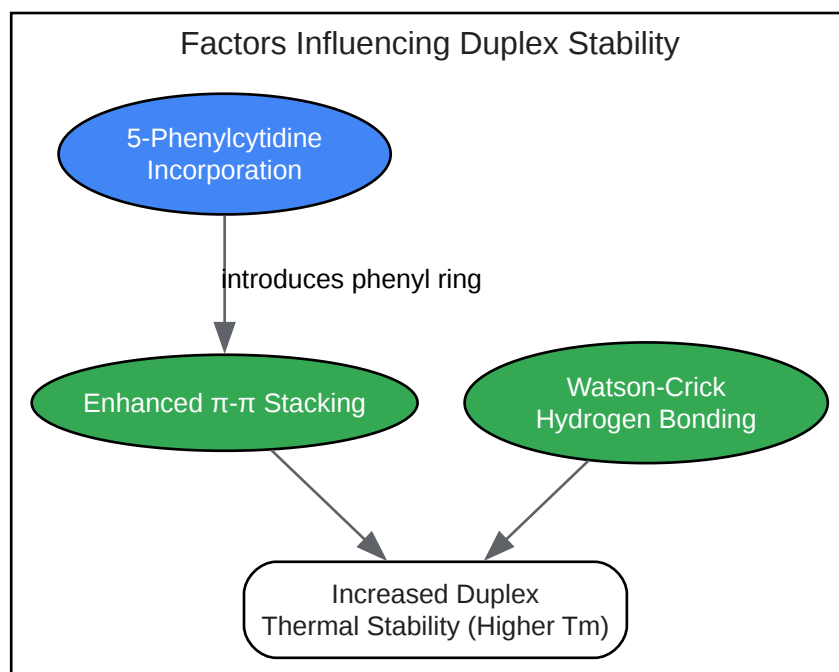 Factors Influencing Duplex Stability
5-Phenylcytidine
Incorporation
introduces phenyl ring
Enhanced π-π Stacking
Watson-Crick
Hydrogen Bonding
Increased Duplex
Thermal Stability (Higher Tm)